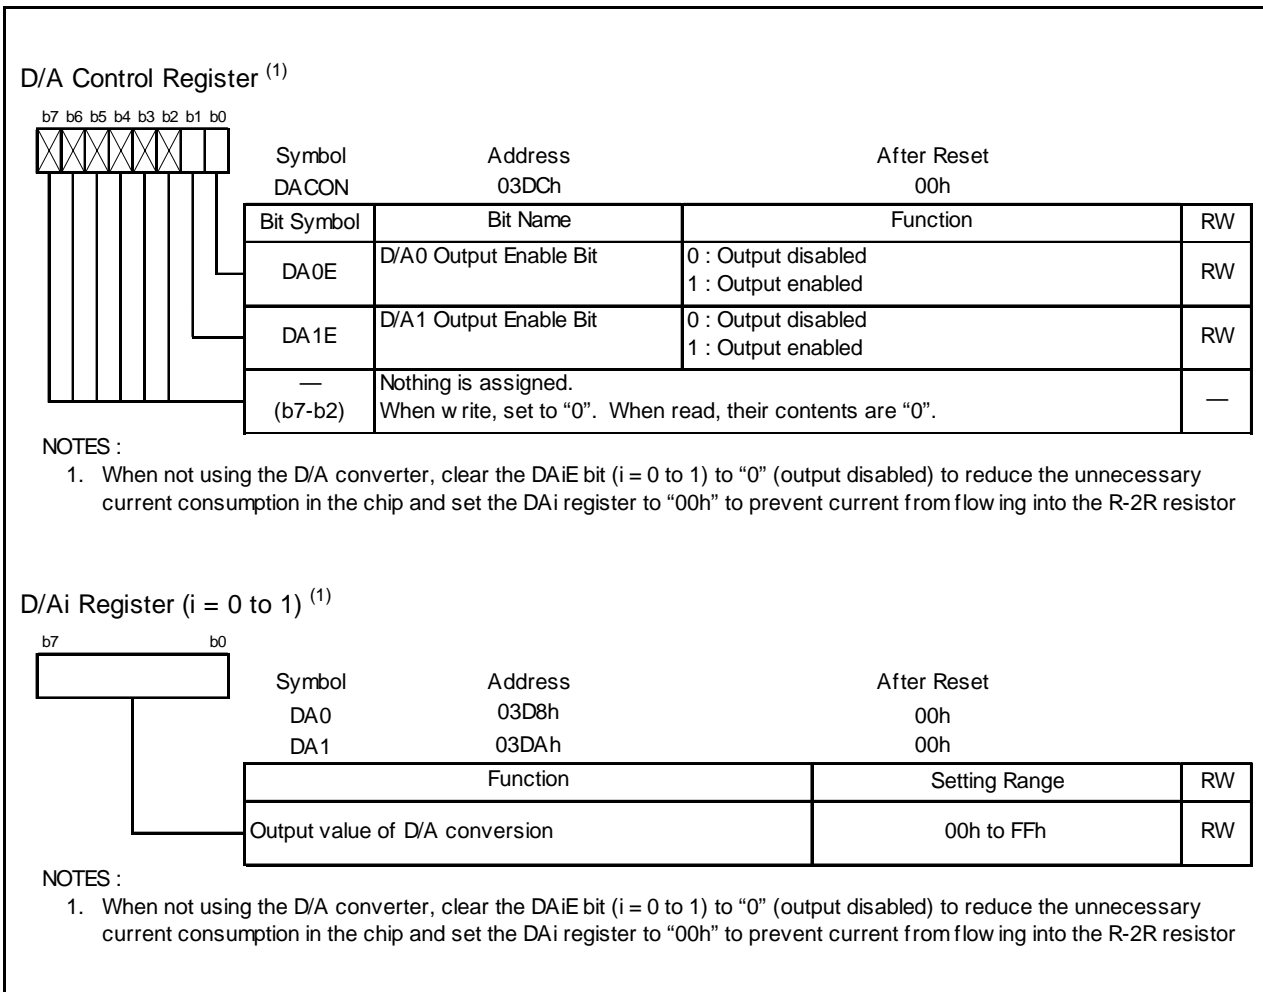 D/A Control Register (1)
b7 b6 b5 b4 b3 b2 b1 b0
Symbol Address After Reset
DACON 03DCh 00h
Bit Symbol Bit Name Function RW
DA0E D/A0 Output Enable Bit 0 : Output disabled RW
1 : Output enabled
DA1E D/A1 Output Enable Bit 0 : Output disabled RW
1 : Output enabled
— Nothing is assigned. —
(b7-b2) When write, set to “0”. When read, their contents are “0”.
NOTES :
1. When not using the D/A converter, clear the DAiE bit (i = 0 to 1) to “0” (output disabled) to reduce the unnecessary
current consumption in the chip and set the DAi register to “00h” to prevent current from flowing into the R-2R resistor
D/Ai Register (i = 0 to 1) (1)
b7 b0
Symbol Address After Reset
DA0 03D8h 00h
DA1 03DAh 00h
Function Setting Range RW
Output value of D/A conversion 00h to FFh RW
NOTES :
1. When not using the D/A converter, clear the DAiE bit (i = 0 to 1) to “0” (output disabled) to reduce the unnecessary
current consumption in the chip and set the DAi register to “00h” to prevent current from flowing into the R-2R resistor